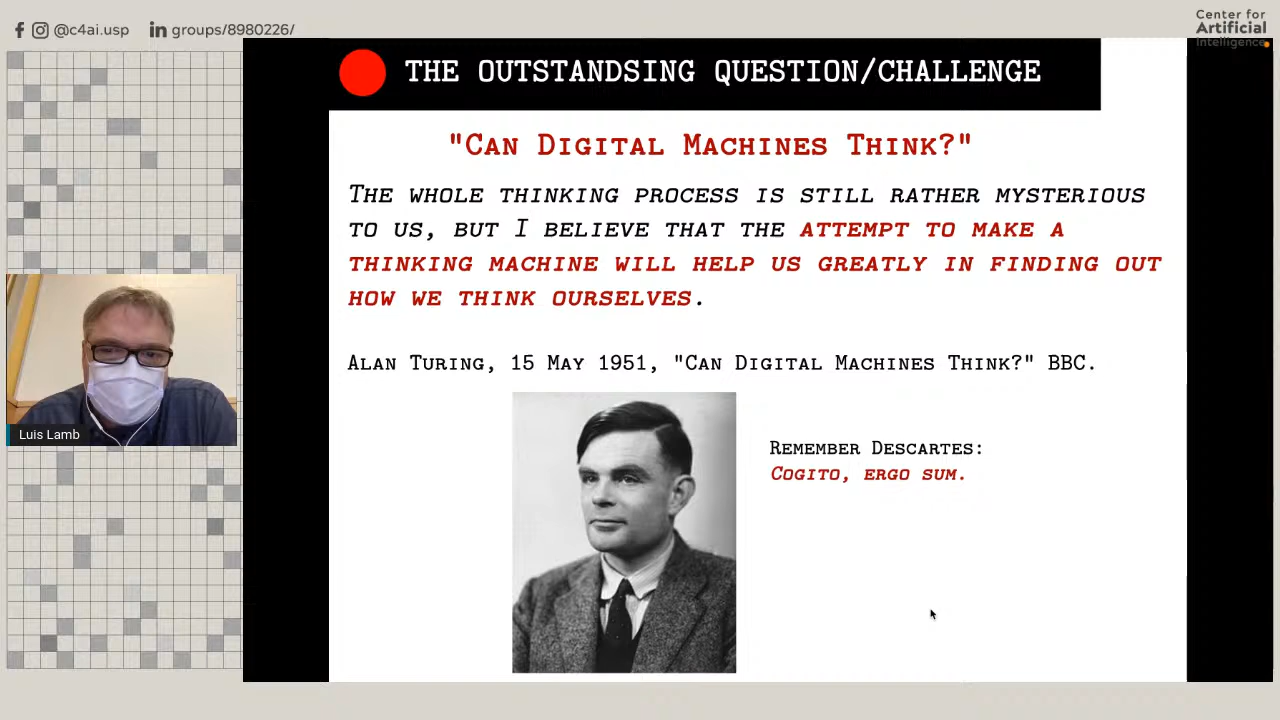 @c4ai.usp groups/8980226/
Center for
Artificial
Intelligence
THE OUTSTANDSING QUESTION/CHALLENGE
"CAN DIGITAL MACHINES THINK?"
THE WHOLE THINKING PROCESS IS STILL RATHER MYSTERIOUS
TO US, BUT I BELIEVE THAT THE ATTEMPT TO MAKE A
THINKING MACHINE WILL HELP US GREATLY IN FINDING OUT
HOW WE THINK OURSELVES.
ALAN TURING, 15 MAY 1951, "CAN DIGITAL MACHINES THINK?" BBC.
REMEMBER DESCARTES:
COGITO, ERGO SUM.
Luis Lamb